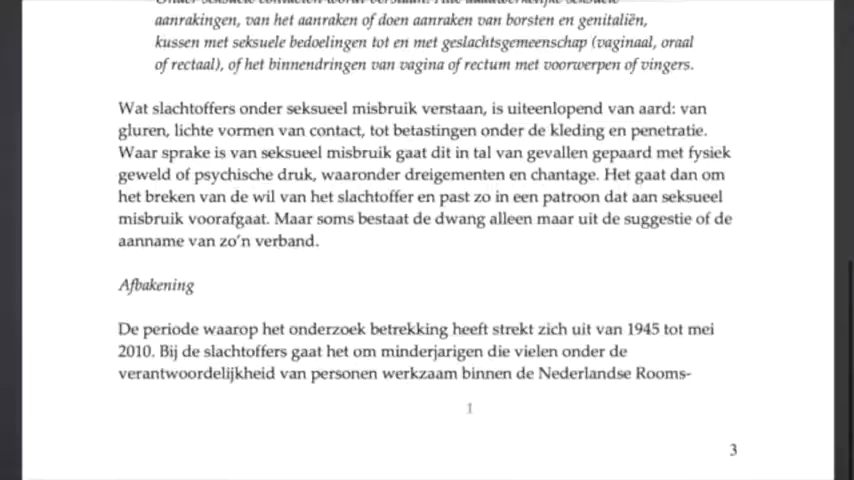 aanrakingen, van het aanraken of doen aanraken van borsten en genitaliën,
kussen met seksuele bedoelingen tot en met geslachtsgemeenschap (vaginaal, oraal
of rectaal), of het binnendringen van vagina of rectum met voorwerpen of vingers.
Wat slachtoffers onder seksueel misbruik verstaan, is uiteenlopend van aard: van
gluren, lichte vormen van contact, tot betastingen onder de kleding en penetratie.
Waar sprake is van seksueel misbruik gaat dit in tal van gevallen gepaard met fysiek
geweld of psychische druk, waaronder dreigementen en chantage. Het gaat dan om
het breken van de wil van het slachtoffer en past zo in een patroon dat aan seksueel
misbruik voorafgaat. Maar soms bestaat de dwang alleen maar uit de suggestie of de
aanname van zo'n verband.
Afbakening
De periode waarop het onderzoek betrekking heeft strekt zich uit van 1945 tot mei
2010. Bij de slachtoffers gaat het om minderjarigen die vielen onder de
verantwoordelijkheid van personen werkzaam binnen de Nederlandse Rooms-
1
3